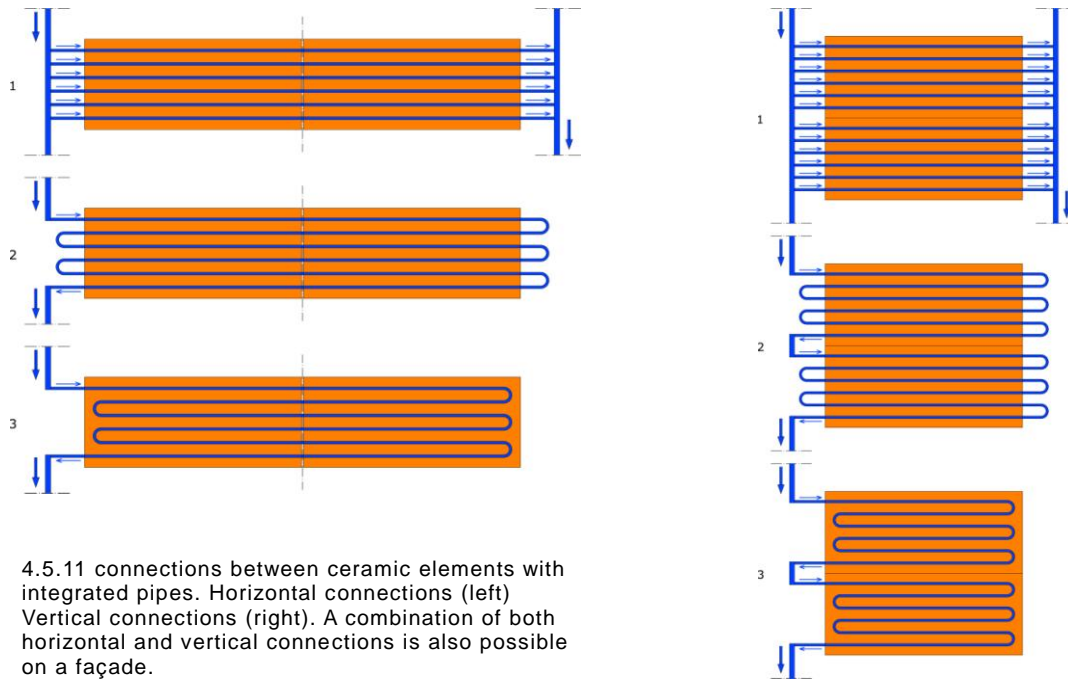 1
2
3
1
2
3
4.5.11 connections between ceramic elements with
integrated pipes. Horizontal connections (left)
Vertical connections (right). A combination of both
horizontal and vertical connections is also possible
on a façade.